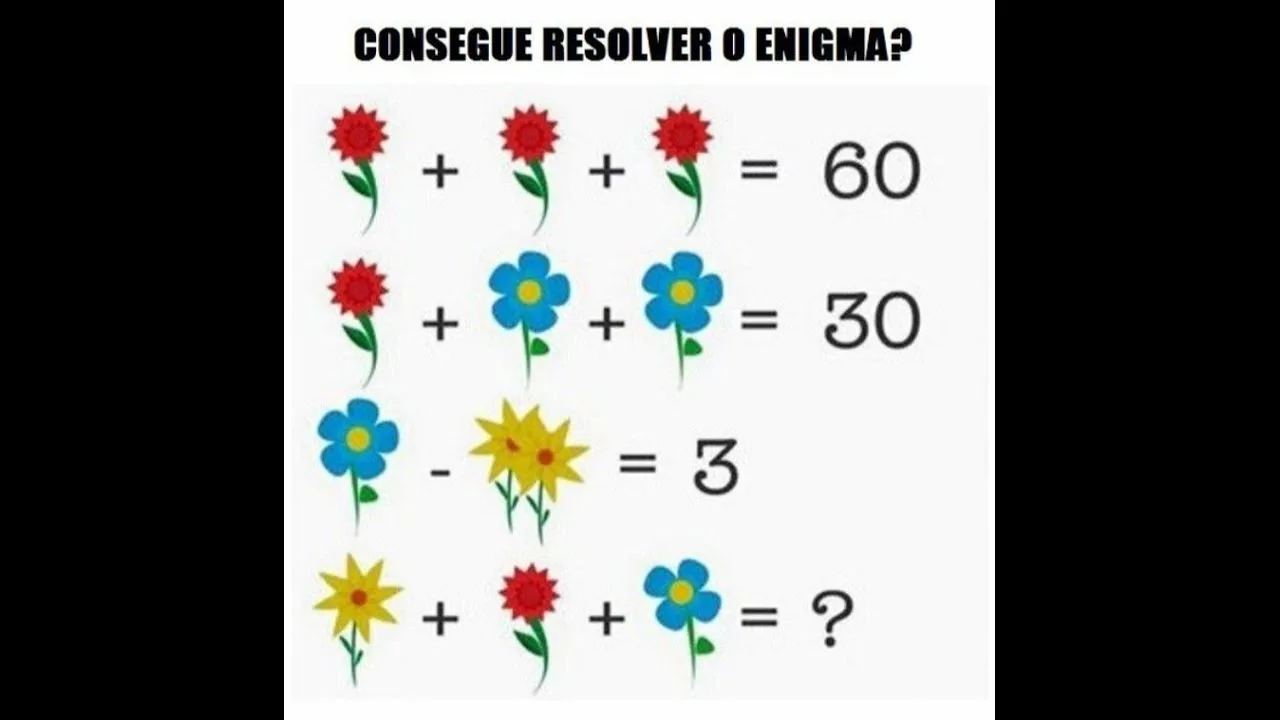 CONSEGUE RESOLVER O ENIGMA?
+ + = 60
+ + = 30
- = 3
+ + = ?